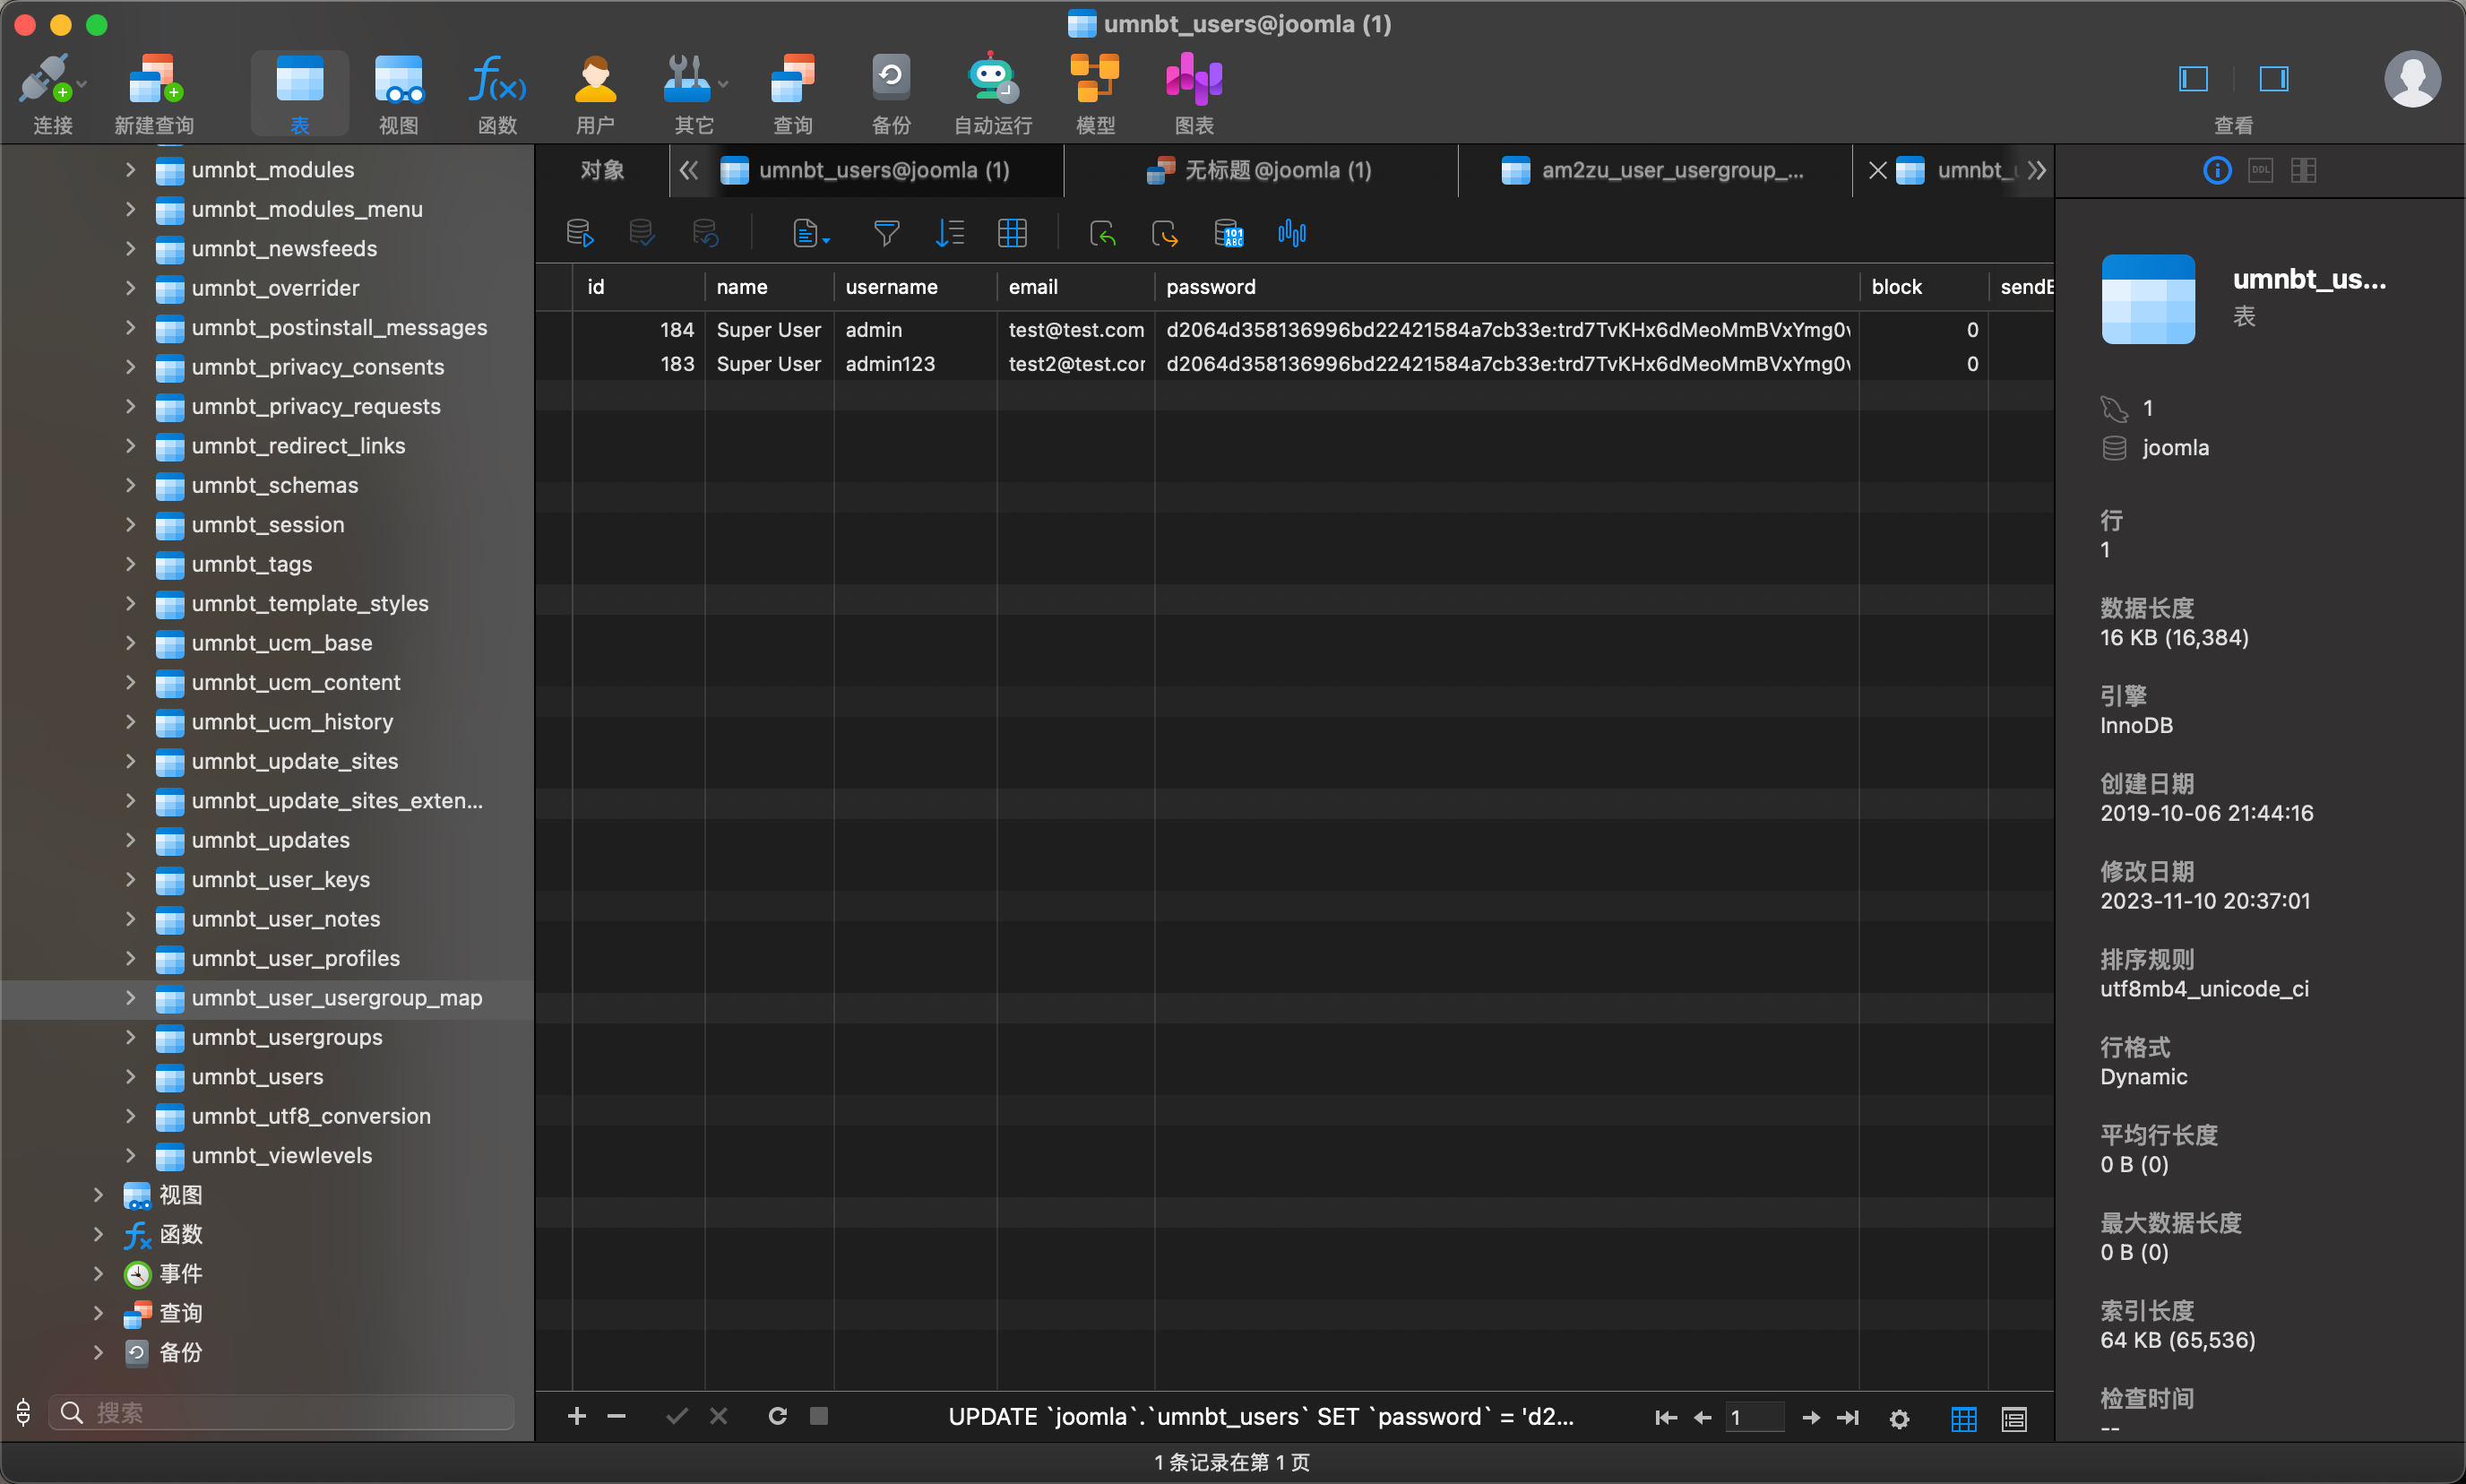 umnbt_users@joomla (1)
连接
新建查询
表
视图
函数
用户
其它
查询
备份
自动运行
模型
图表
查看
umnbt_modules
umnbt_modules_menu
umnbt_newsfeeds
umnbt_overrider
umnbt_postinstall_messages
umnbt_privacy_consents
umnbt_privacy_requests
umnbt_redirect_links
umnbt_schemas
umnbt_session
umnbt_tags
umnbt_template_styles
umnbt_ucm_base
umnbt_ucm_content
umnbt_ucm_history
umnbt_update_sites
umnbt_update_sites_exten...
umnbt_updates
umnbt_user_keys
umnbt_user_notes
umnbt_user_profiles
umnbt_user_usergroup_map
umnbt_usergroups
umnbt_users
umnbt_utf8_conversion
umnbt_viewlevels
视图
函数
事件
查询
备份
搜索
对象
umnbt_users@joomla (1)
无标题 @joomla (1)
am2zu_user_usergroup_...
umnbt_u
id name username email password block sendE
184 Super User admin test@test.com d2064d358136996bd22421584a7cb33e:trd7TvKHx6dMeoMmBVxYmg0v 0
183 Super User admin123 test2@test.cor d2064d358136996bd22421584a7cb33e:trd7TvKHx6dMeoMmBVxYmg0v 0
UPDATE `joomla`.`umnbt_users` SET `password` = 'd2...
1
1 条记录在第 1 页
DDL
umnbt_us...
表
1
joomla
行
1
数据长度
16 KB (16,384)
引擎
InnoDB
创建日期
2019-10-06 21:44:16
修改日期
2023-11-10 20:37:01
排序规则
utf8mb4_unicode_ci
行格式
Dynamic
平均行长度
0 B (0)
最大数据长度
0 B (0)
索引长度
64 KB (65,536)
检查时间
--